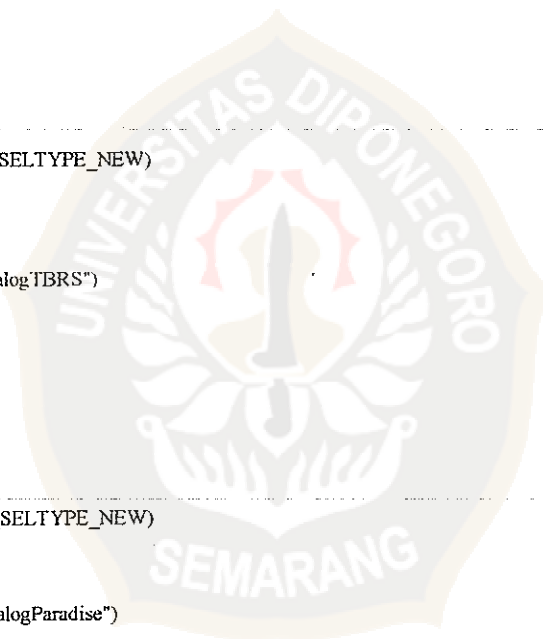 SELTYPE_NEW)
alogTBRS")
SELTYPE_NEW)
alogParadise")
UNIVERSITAS DIPONEGORO
SEMARANG